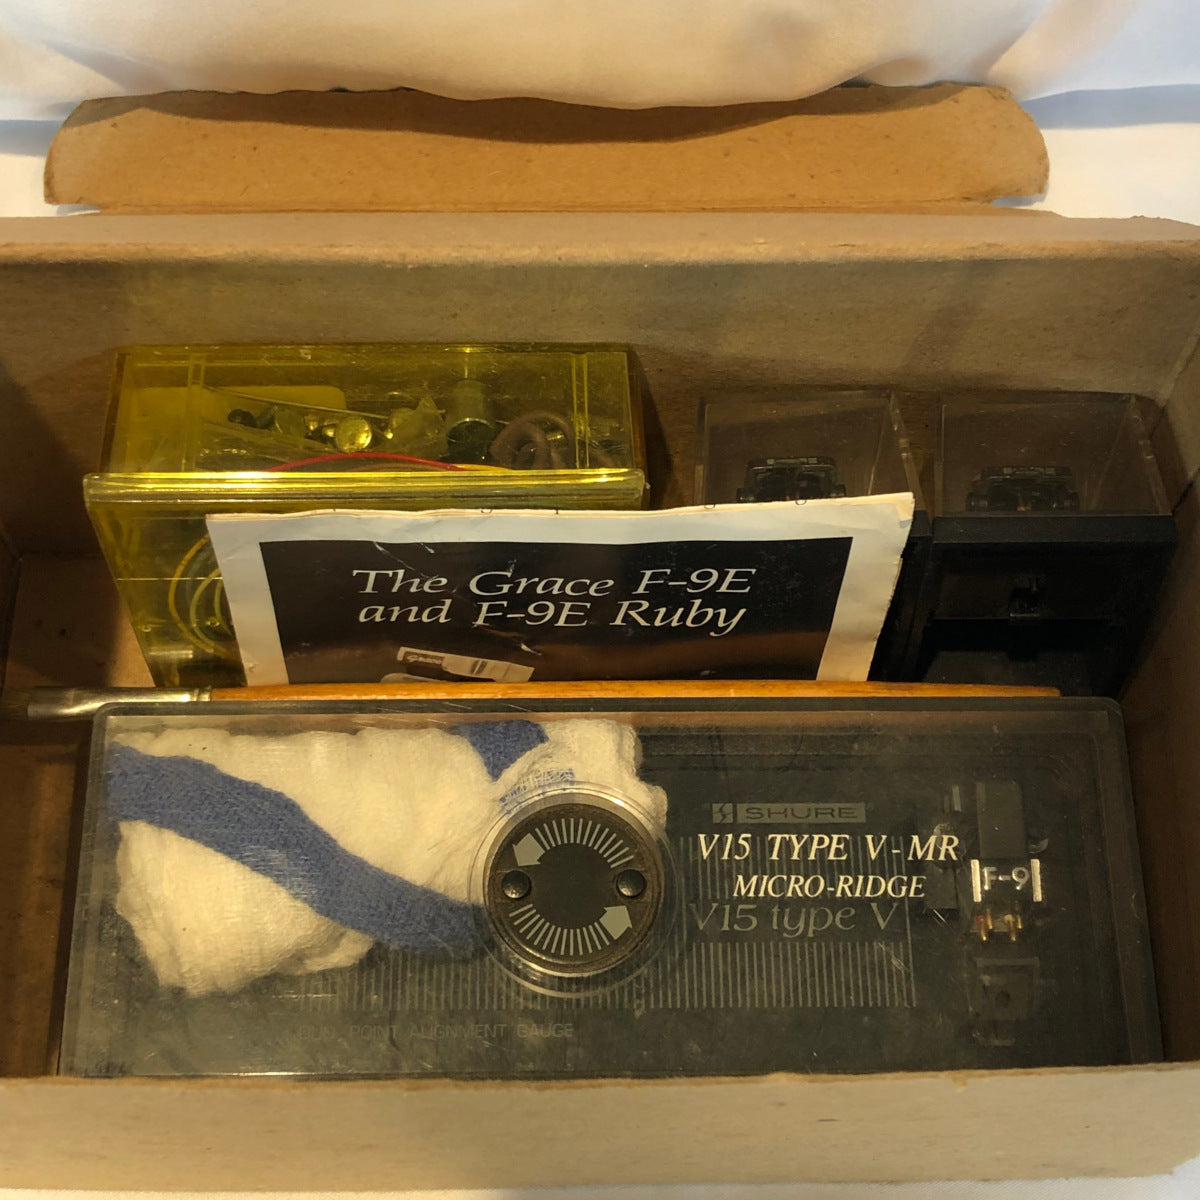 The Grace F-9E
and F-9E Ruby
SHURE
V15 TYPE V-MR
MICRO-RIDGE
F-9
V15 type V
POINT ALIGNMENT GAUGE